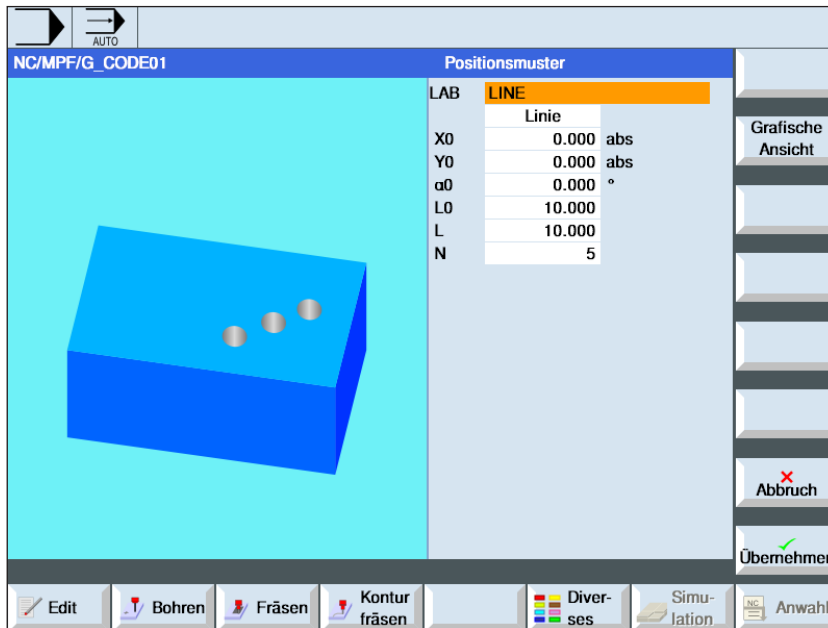 AUTO
NC/MPF/G_CODE01
Positionsmuster
LAB LINE
Linie
X0 0.000 abs
Y0 0.000 abs
α0 0.000 °
L0 10.000
L 10.000
N 5
Grafische
Ansicht
Abbruch
Übernehmen
Edit
Bohren
Fräsen
Kontur
fräsen
Diver-
ses
Simu-
lation
NC
Anwahl